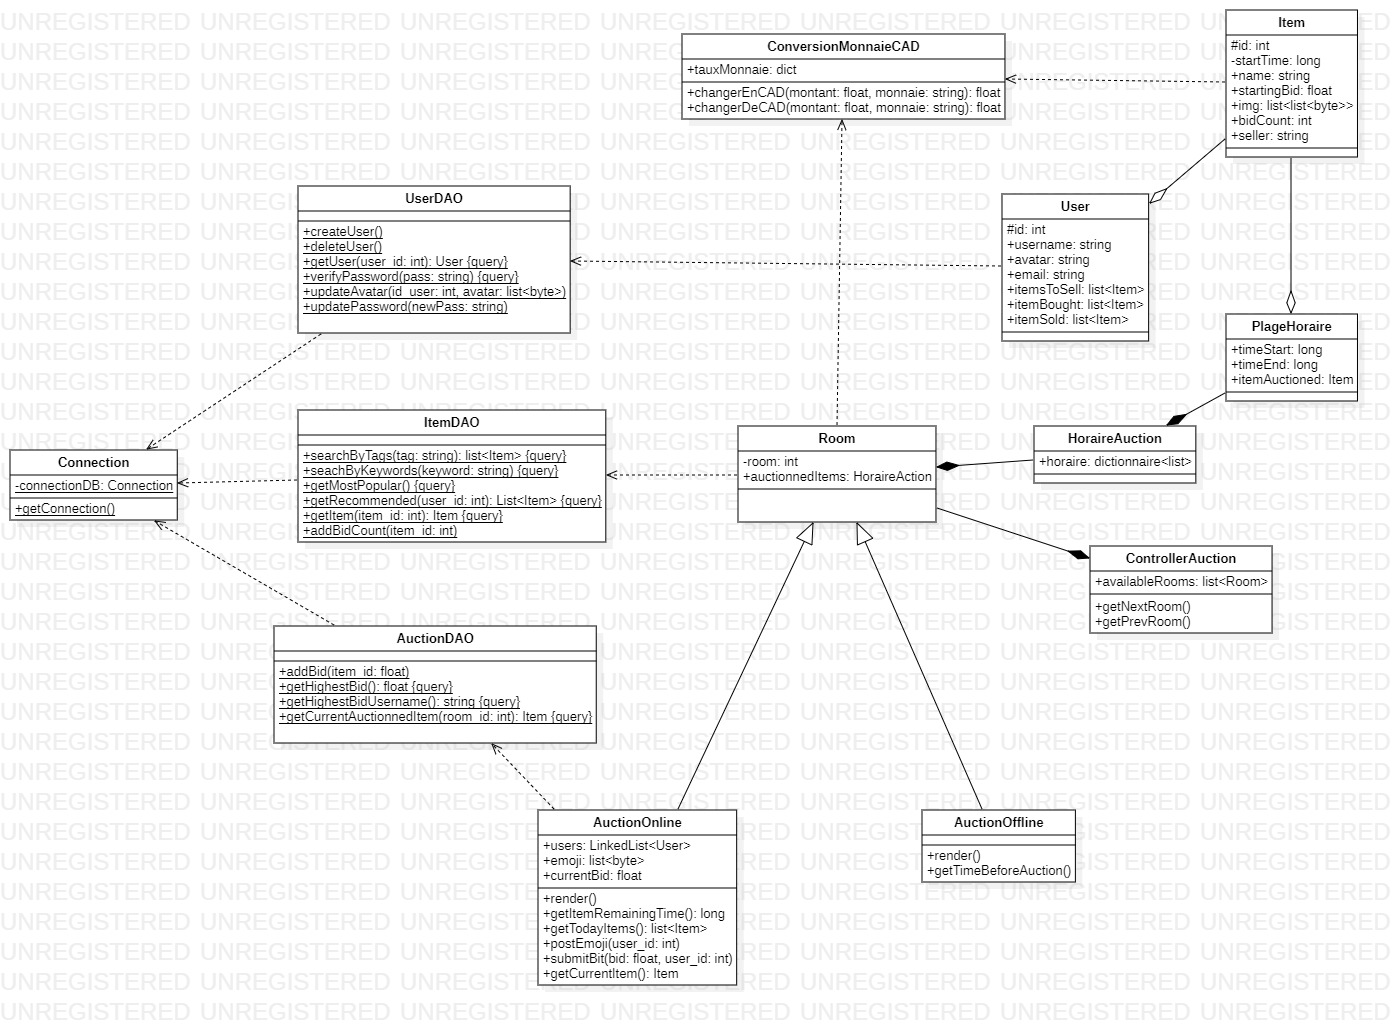 Item
#id: int
-startTime: long
+name: string
+startingBid: float
+img: list<list<byte>>
+bidCount: int
+seller: string
ConversionMonnaieCAD
+tauxMonnaie: dict
+changerEnCAD(montant: float, monnaie: string): float
+changerDeCAD(montant: float, monnaie: string): float
UserDAO
+createUser()
+deleteUser()
+getUser(user_id: int): User {query}
+verifyPassword(pass: string) {query}
+updateAvatar(id_user: int, avatar: list<byte>)
+updatePassword(newPass: string)
User
#id: int
+username: string
+avatar: string
+email: string
+itemsToSell: list<Item>
+itemBought: list<Item>
+itemSold: list<Item>
PlageHoraire
+timeStart: long
+timeEnd: long
+itemAuctioned: Item
ItemDAO
+searchByTags(tag: string): list<Item> {query}
+seachByKeywords(keyword: string) {query}
+getMostPopular() {query}
+getRecommended(user_id: int): List<Item> {query}
+getItem(item_id: int): Item {query}
+addBidCount(item_id: int)
Room
-room: int
+auctionnedItems: HoraireAction
HoraireAuction
+horaire: dictionnaire<list>
Connection
-connectionDB: Connection
+getConnection()
ControllerAuction
+availableRooms: list<Room>
+getNextRoom()
+getPrevRoom()
AuctionDAO
+addBid(item_id: float)
+getHighestBid(): float {query}
+getHighestBidUsername(): string {query}
+getCurrentAuctionnedItem(room_id: int): Item {query}
AuctionOnline
+users: LinkedList<User>
+emoji: list<byte>
+currentBid: float
+render()
+getItemRemainingTime(): long
+getTodayItems(): list<Item>
+postEmoji(user_id: int)
+submitBit(bid: float, user_id: int)
+getCurrentItem(): Item
AuctionOffline
+render()
+getTimeBeforeAuction()
UNREGISTERED